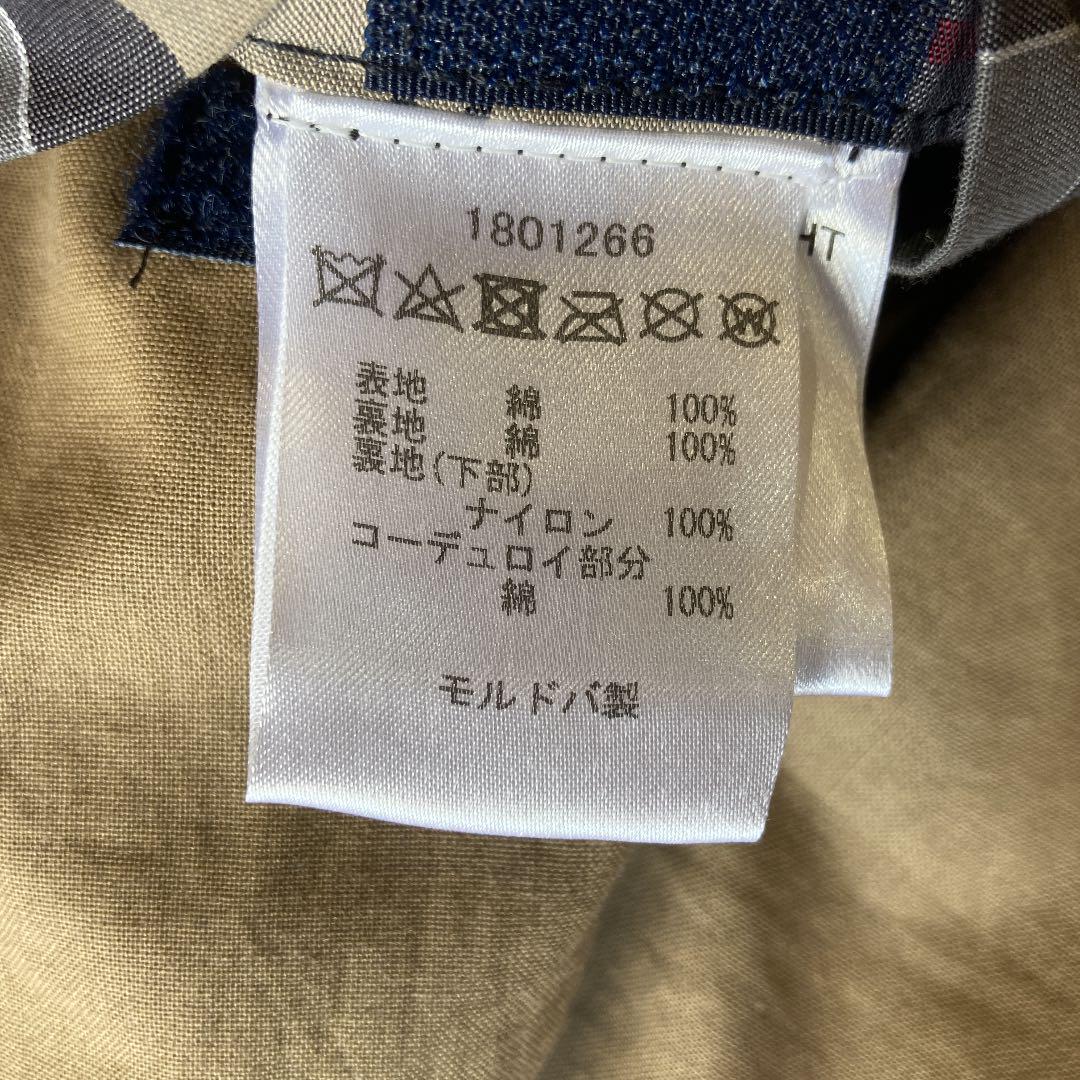 1801266
HT
表地 綿 100%
裏地 綿 100%
裏地(下部)
ナイロン 100%
コーデュロイ部分
綿 100%
モルドバ製